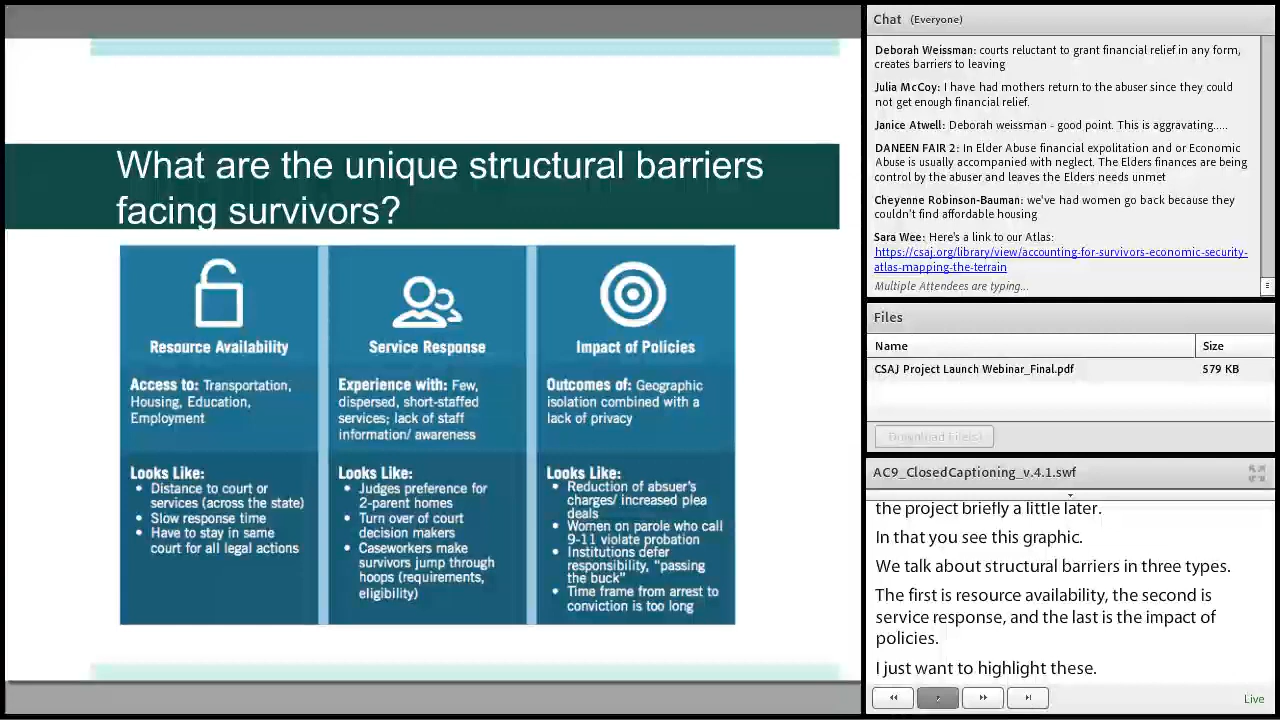 What are the unique structural barriers
facing survivors?
Resource Availability
Access to: Transportation,
Housing, Education,
Employment
Looks Like:
• Distance to court or
services (across the state)
• Slow response time
• Have to stay in same
court for all legal actions
Service Response
Experience with: Few,
dispersed, short-staffed
services; lack of staff
information/ awareness
Looks Like:
• Judges preference for
2-parent homes
• Turn over of court
decision makers
• Caseworkers make
survivors jump through
hoops (requirements,
eligibility)
Impact of Policies
Outcomes of: Geographic
isolation combined with a
lack of privacy
Looks Like:
• Reduction of absuer's
charges/ increased plea
deals
• Women on parole who call
9-11 violate probation
• Institutions defer
responsibility, "passing
the buck"
• Time frame from arrest to
conviction is too long
Chat (Everyone)
Deborah Weissman: courts reluctant to grant financial relief in any form,
creates barriers to leaving
Julia McCoy: I have had mothers return to the abuser since they could
not get enough financial relief.
Janice Atwell: Deborah weissman - good point. This is aggravating.....
DANEEN FAIR 2: In Elder Abuse financial expolitation and or Economic
Abuse is usually accompanied with neglect. The Elders finances are being
control by the abuser and leaves the Elders needs unmet
Cheyenne Robinson-Bauman: we've had women go back because they
couldn't find affordable housing
Sara Wee: Here's a link to our Atlas:
https://csaj.org/library/view/accounting-for-survivors-economic-security-
atlas-mapping-the-terrain
Multiple Attendees are typing...
Files
Name Size
CSAJ Project Launch Webinar_Final.pdf 579 KB
Download File(s)
AC9_ClosedCaptioning_v.4.1.swf
the project briefly a little later.
In that you see this graphic.
We talk about structural barriers in three types.
The first is resource availability, the second is
service response, and the last is the impact of
policies.
I just want to highlight these.
Live